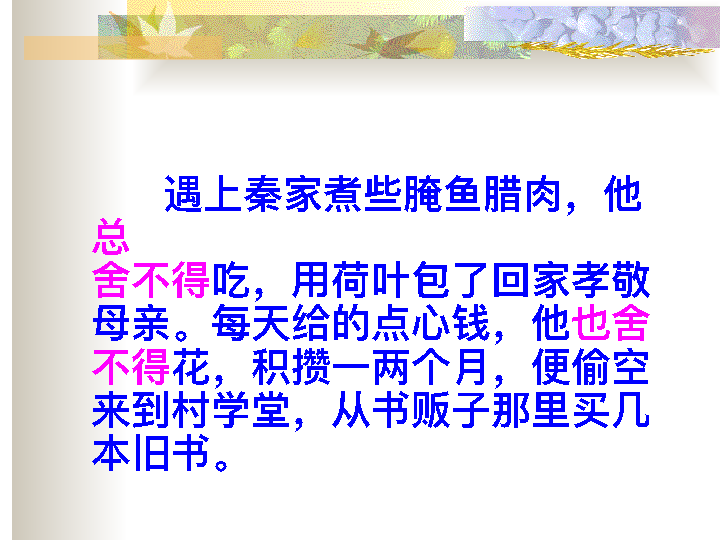 遇上秦家煮些腌鱼腊肉，他
总
舍不得吃，用荷叶包了回家孝敬
母亲。每天给的点心钱，他也舍
不得花，积攒一两个月，便偷空
来到村学堂，从书贩子那里买几
本旧书。